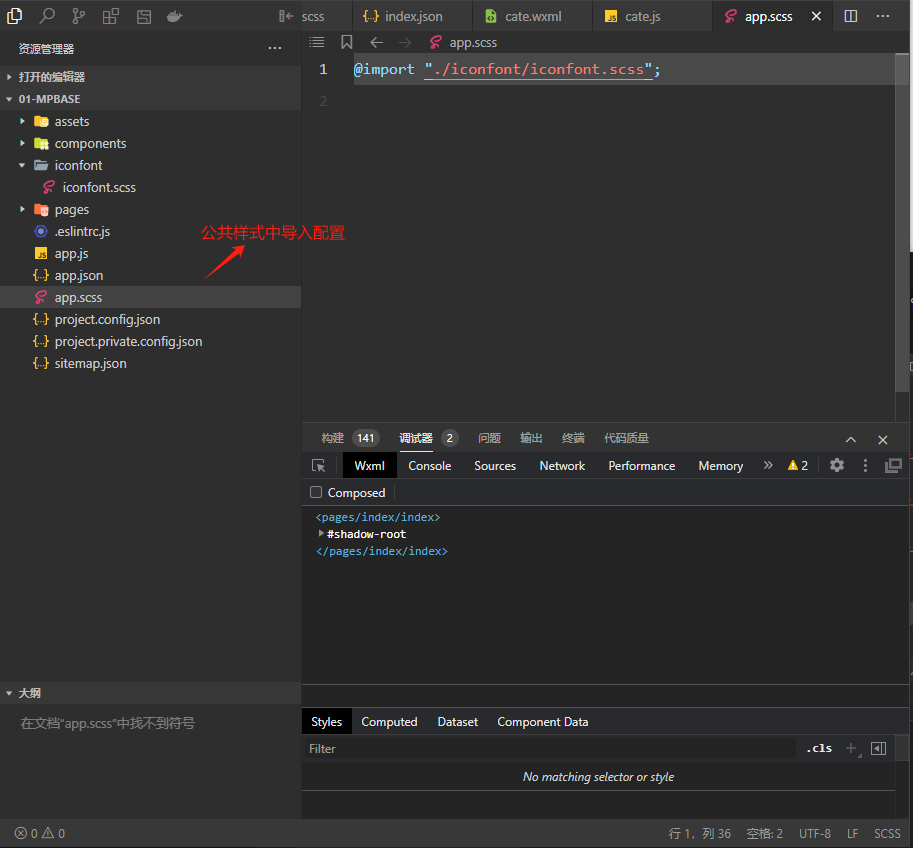 scss
index.json
cate.wxml
cate.js
app.scss
资源管理器
app.scss
打开的编辑器
01-MPBASE
assets
components
iconfont
iconfont.scss
pages
.eslintrc.js
app.js
app.json
app.scss
project.config.json
project.private.config.json
sitemap.json
公共样式中导入配置
1 @import "./iconfont/iconfont.scss";
2
构建 141 调试器 2 问题 输出 终端 代码质量
Wxml Console Sources Network Performance Memory 2
Composed
<pages/index/index>
#shadow-root
</pages/index/index>
大纲
在文档“app.scss”中找不到符号
Styles Computed Dataset Component Data
Filter .cls
No matching selector or style
0 0 行 1，列 36 空格: 2 UTF-8 LF SCSS